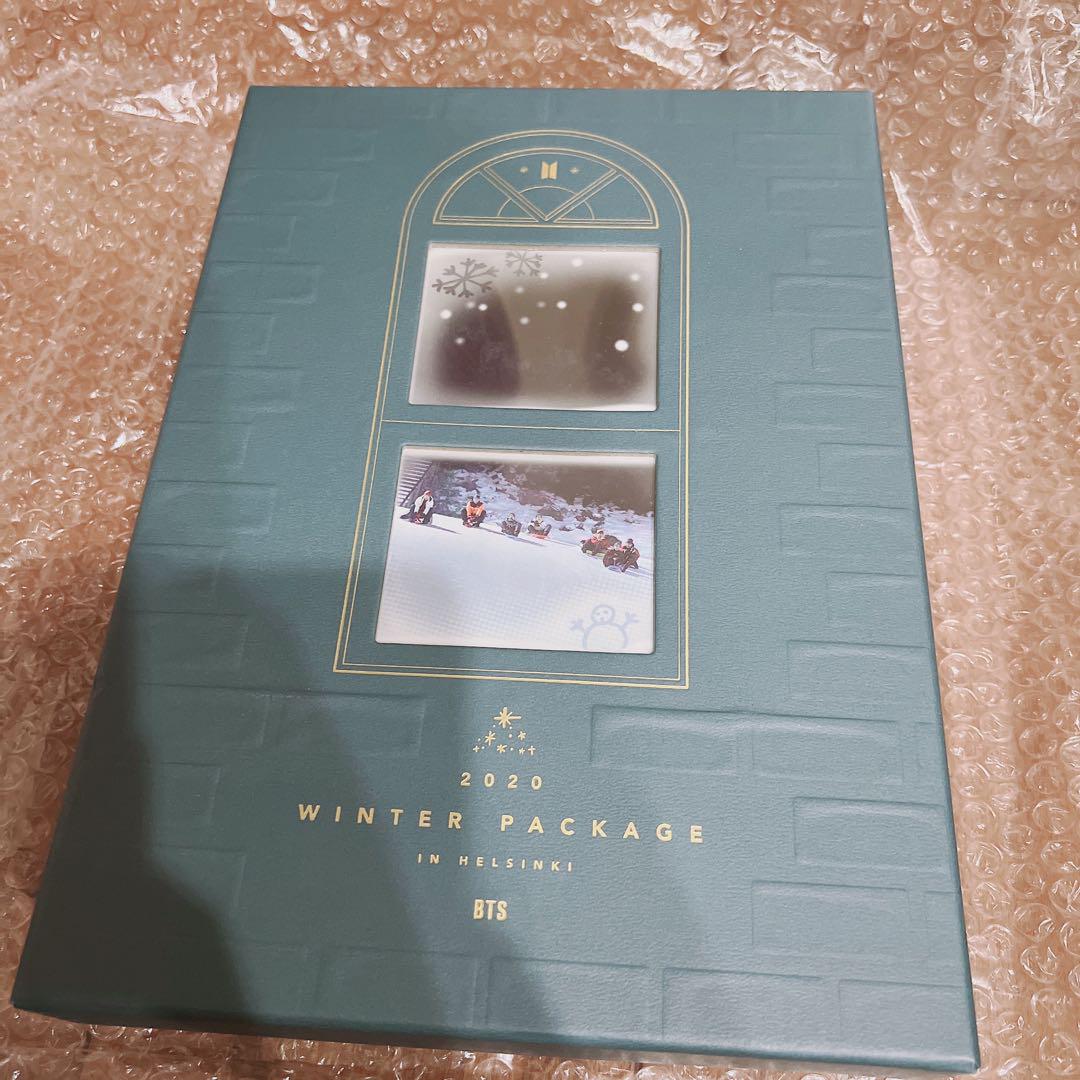 2020
WINTER PACKAGE
IN HELSINKI
BTS